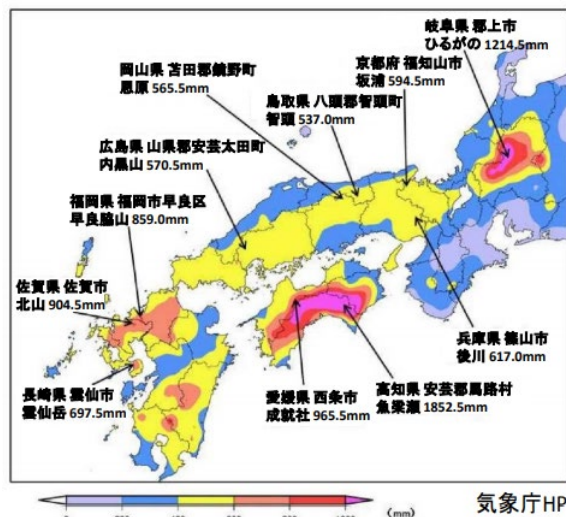 岐阜県 郡上市
ひるがの 1214.5mm
岡山県 苫田郡鏡野町
恩原 565.5mm
京都府 福知山市
坂浦 594.5mm
鳥取県 八頭郡智頭町
智頭 537.0mm
広島県 山県郡安芸太田町
内黒山 570.5mm
福岡県 福岡市早良区
早良脇山 859.0mm
佐賀県 佐賀市
北山 904.5mm
長崎県 雲仙市
雲仙岳 697.5mm
愛媛県 西条市
成就社 965.5mm
高知県 安芸郡馬路村
魚梁瀬 1852.5mm
兵庫県 篠山市
後川 617.0mm
(mm)
気象庁HP